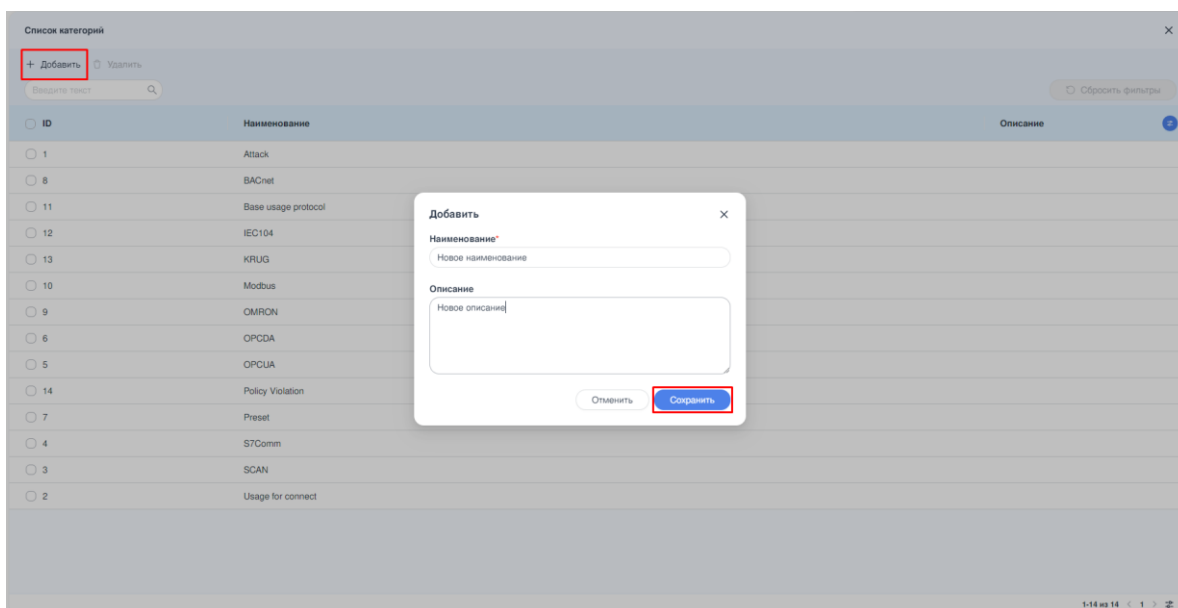 Список категорий
+ Добавить Удалить
Введите текст Сбросить фильтры
ID Наименование Описание
1 Attack
8 BACnet
11 Base usage protocol
12 IEC104
13 KRUG
10 Modbus
9 OMRON
6 OPCDA
5 OPCUA
14 Policy Violation
7 Preset
4 S7Comm
3 SCAN
2 Usage for connect
Добавить
Наименование*
Новое наименование
Описание
Новое описание
Отменить Сохранить
1-14 из 14 < 1 >